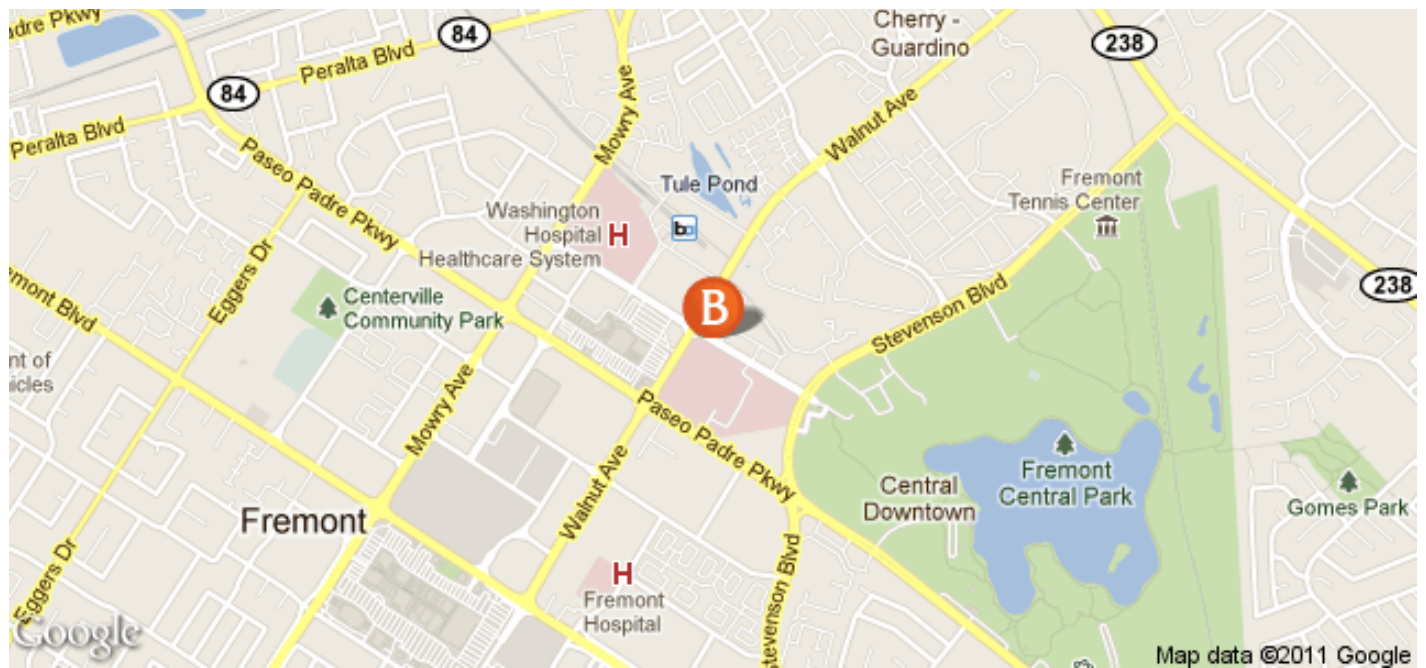 adre Pkwy
84
Peralta Blvd
84
Peralta Blvd
Paseo Padre Pkwy
Mowry Ave
Cherry -
Guardino
238
Walnut Ave
Tule Pond
Fremont
Tennis Center
Washington
Hospital
Healthcare System
H
Eggers Dr
Centerville
Community Park
mont Blvd
B
Stevenson Blvd
238
nt of
icles
Mowry Ave
Paseo Padre Pkwy
Walnut Ave
Central
Downtown
Fremont
Central Park
Gomes Park
Fremont
Eggers Dr
H
Fremont
Hospital
Stevenson Blvd
Google
Map data ©2011 Google